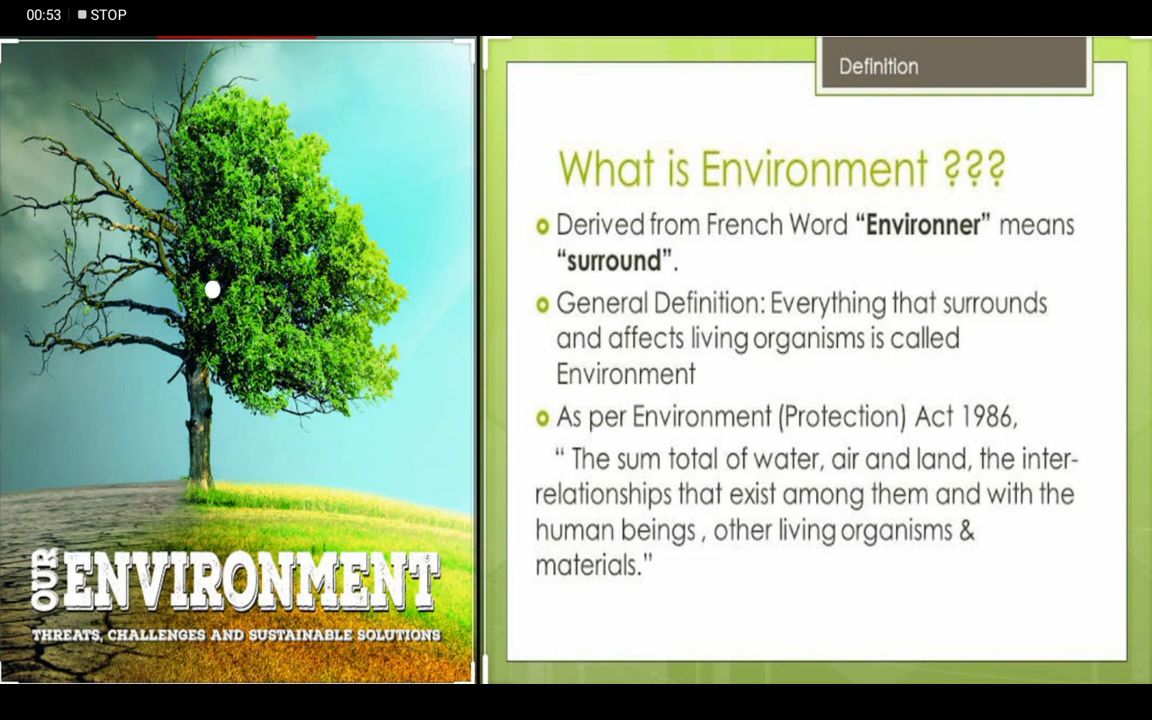 00:53 STOP
OUR
ENVIRONMENT
THREATS, CHALLENGES AND SUSTAINABLE SOLUTIONS
Definition
What is Environment ???
Derived from French Word “Environner” means
“surround”.
General Definition: Everything that surrounds
and affects living organisms is called
Environment
As per Environment (Protection) Act 1986,
“ The sum total of water, air and land, the inter-
relationships that exist among them and with the
human beings , other living organisms &
materials.”